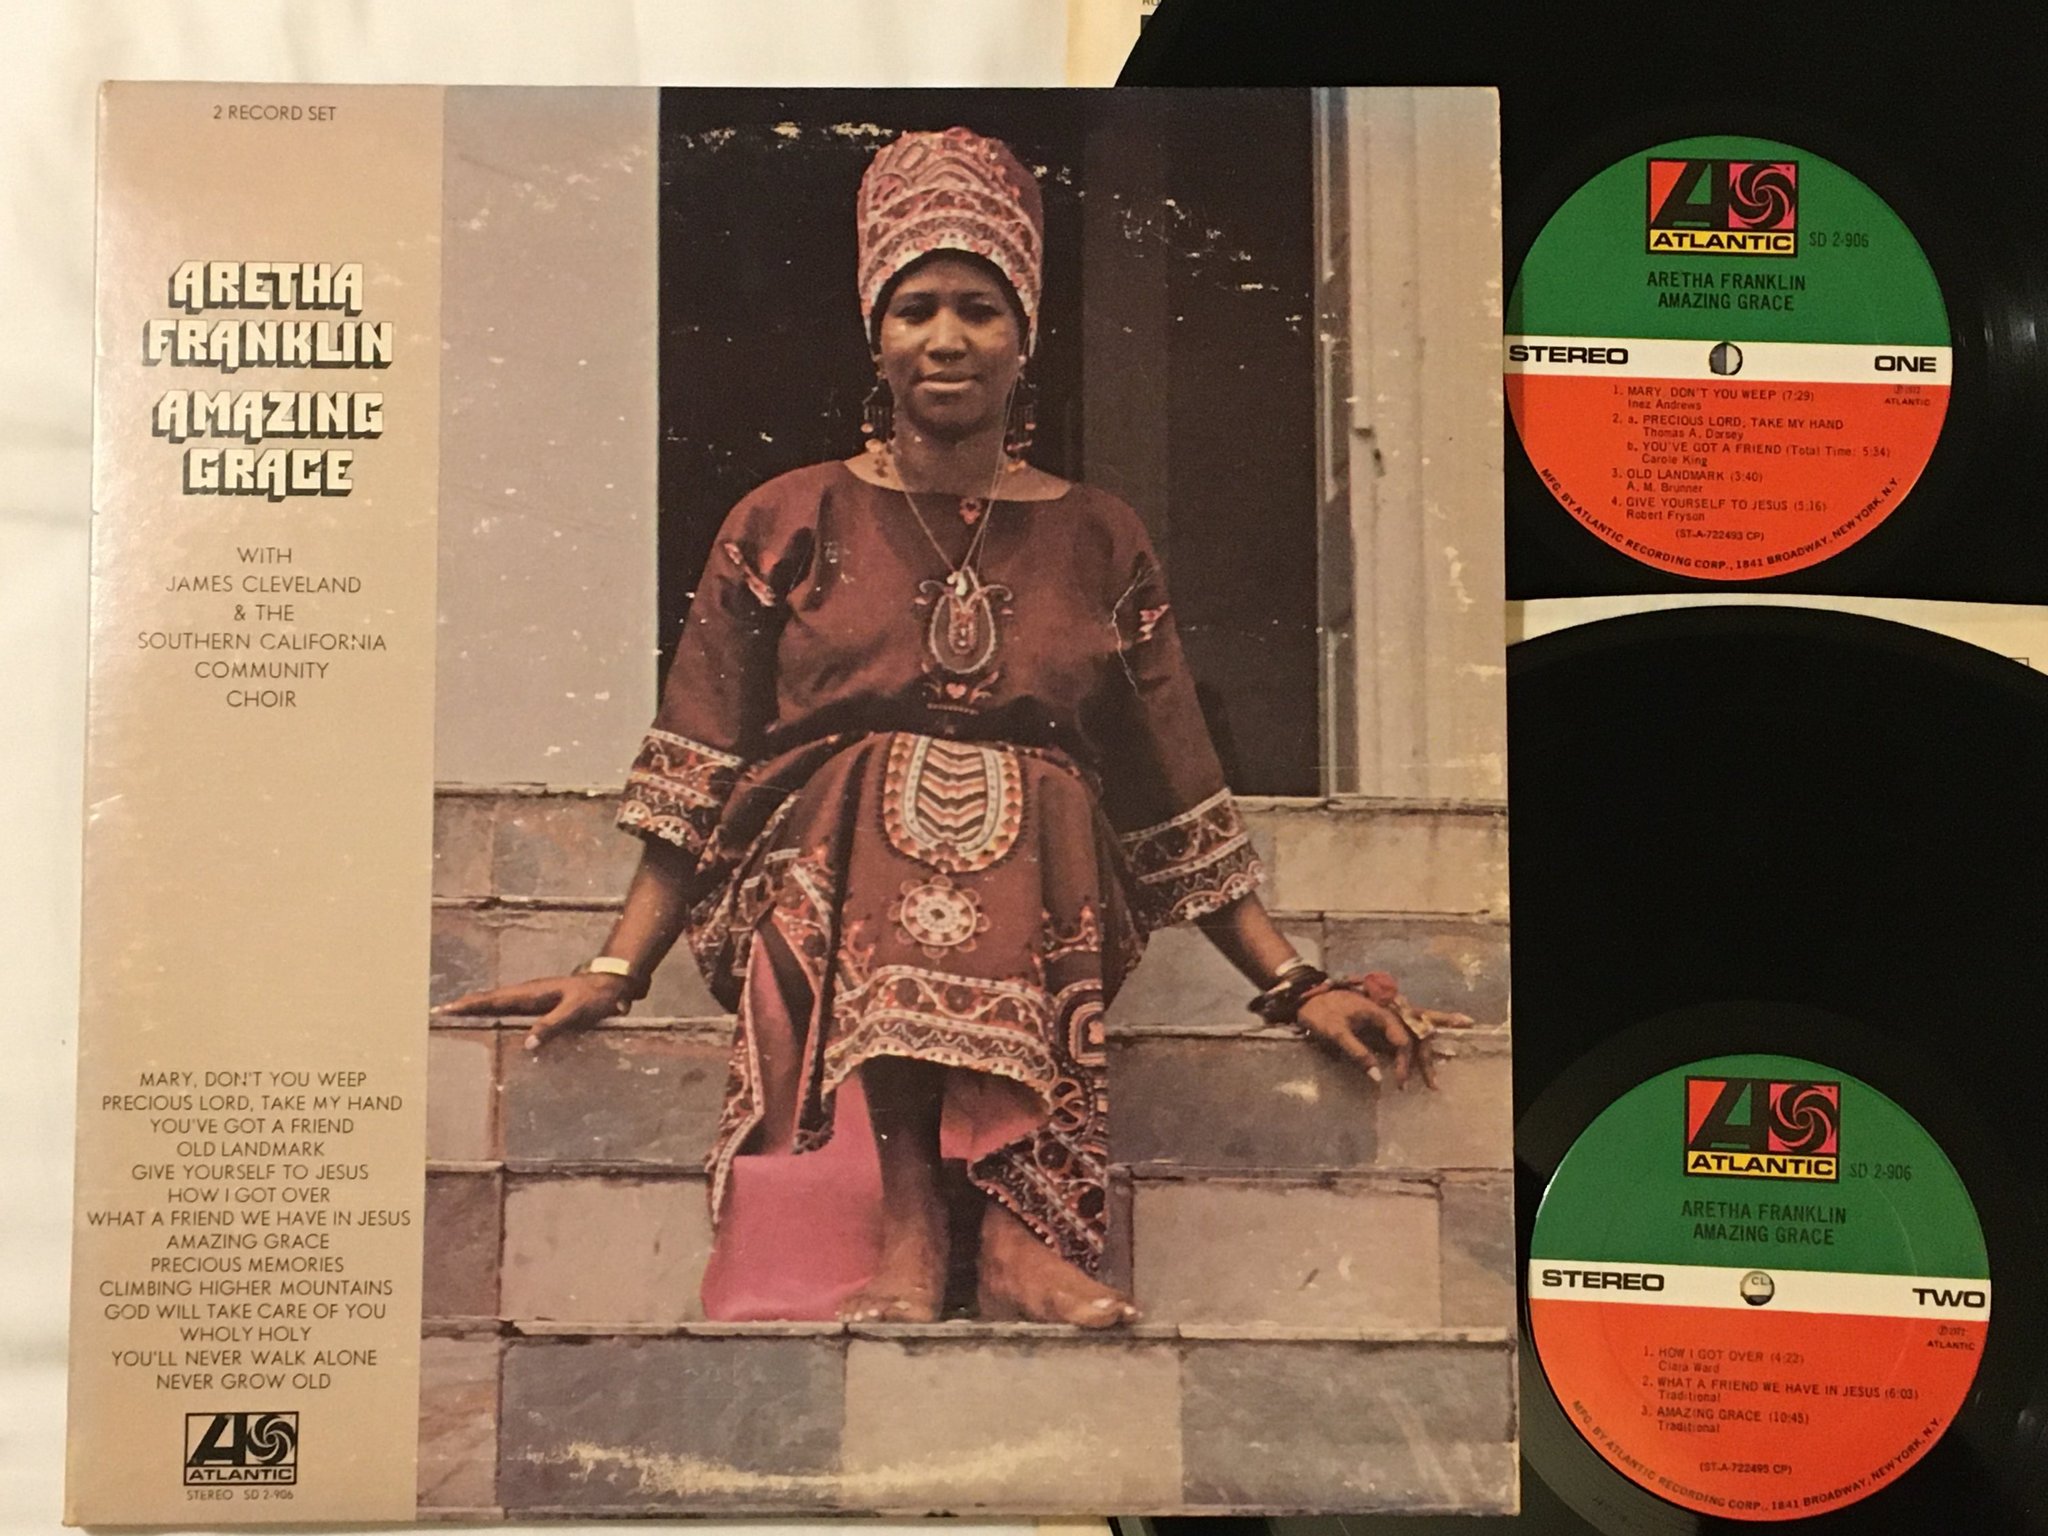 2 RECORD SET
ARETHA
FRANKLIN
AMAZING
GRACE
WITH
JAMES CLEVELAND
& THE
SOUTHERN CALIFORNIA
COMMUNITY
CHOIR
MARY, DON'T YOU WEEP
PRECIOUS LORD, TAKE MY HAND
YOU'VE GOT A FRIEND
OLD LANDMARK
GIVE YOURSELF TO JESUS
HOW I GOT OVER
WHAT A FRIEND WE HAVE IN JESUS
AMAZING GRACE
PRECIOUS MEMORIES
CLIMBING HIGHER MOUNTAINS
GOD WILL TAKE CARE OF YOU
WHOLY HOLY
YOU'LL NEVER WALK ALONE
NEVER GROW OLD
ATLANTIC
STEREO SD 2-906
ATLANTIC SD 2-906
ARETHA FRANKLIN
AMAZING GRACE
STEREO ONE
℗ 1972
ATLANTIC
1. MARY, DON'T YOU WEEP (7:29)
Inez Andrews
2. a. PRECIOUS LORD, TAKE MY HAND
Thomas A. Dorsey
b. YOU'VE GOT A FRIEND (Total Time: 5:34)
Carole King
3. OLD LANDMARK (3:40)
A. M. Brunner
4. GIVE YOURSELF TO JESUS (5:16)
Robert Fryson
(ST-A-722493 CP)
MFG. BY ATLANTIC RECORDING CORP., 1841 BROADWAY, NEW YORK, N.Y.
ATLANTIC SD 2-906
ARETHA FRANKLIN
AMAZING GRACE
STEREO TWO
℗ 1972
ATLANTIC
1. HOW I GOT OVER (4:22)
Clara Ward
2. WHAT A FRIEND WE HAVE IN JESUS (6:03)
Traditional
3. AMAZING GRACE (10:45)
Traditional
MFG. BY ATLANTIC RECORDING CORP., 1841 BROADWAY, NEW YORK, N.Y.